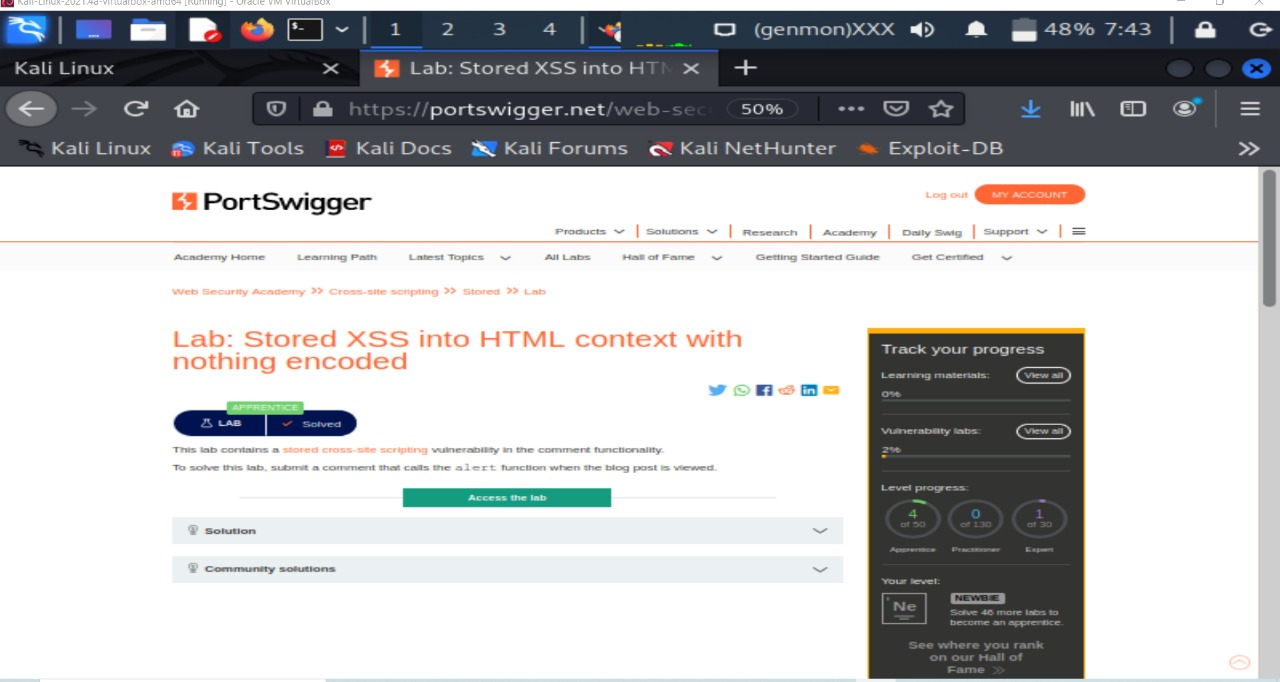 Kali-Linux-2021.4a-virtualbox-amd64 [Running] - Oracle VM VirtualBox
1 2 3 4 (genmon)XXX 48% 7:43
Kali Linux
Lab: Stored XSS into HTM
https://portswigger.net/web-sec 50%
Kali Linux Kali Tools Kali Docs Kali Forums Kali NetHunter Exploit-DB
PortSwigger
Log out MY ACCOUNT
Products Solutions Research Academy Daily Swig Support
Academy Home Learning Path Latest Topics All Labs Hall of Fame Getting Started Guide Get Certified
Web Security Academy >> Cross-site scripting >> Stored >> Lab
Lab: Stored XSS into HTML context with
nothing encoded
APPRENTICE
LAB Solved
This lab contains a stored cross-site scripting vulnerability in the comment functionality.
To solve this lab, submit a comment that calls the alert function when the blog post is viewed.
Access the lab
Solution
Community solutions
Track your progress
Learning materials: View all
0%
Vulnerability labs: View all
2%
Level progress:
4 0 1
of 50 of 130 of 30
Apprentice Practitioner Expert
Your level:
Ne
NEWBIE
Solve 46 more labs to
become an apprentice.
See where you rank
on our Hall of
Fame >>